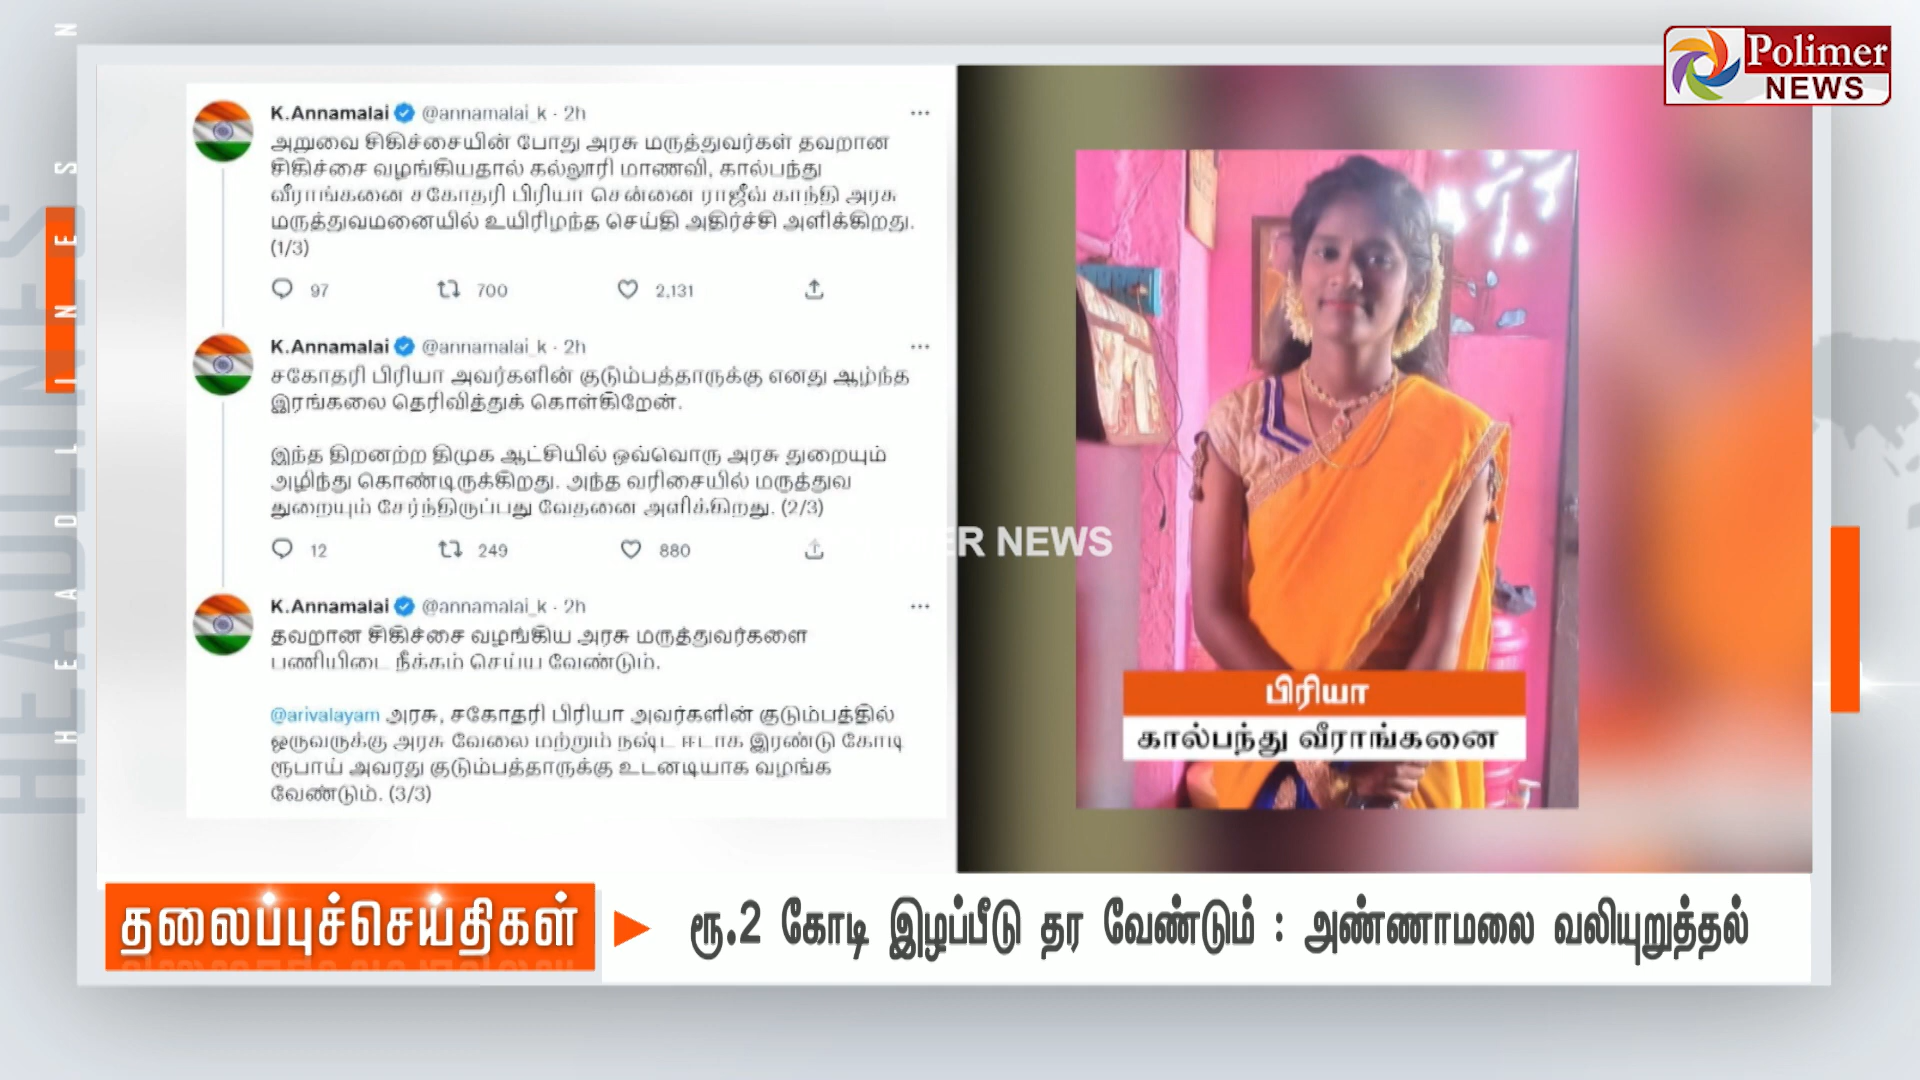 HEADLINES
HEADLINES N
Polimer
NEWS
K.Annamalai @annamalai_k · 2h
அறுவை சிகிச்சையின் போது அரசு மருத்துவர்கள் தவறான
சிகிச்சை வழங்கியதால் கல்லூரி மாணவி, கால்பந்து
வீராங்கனை சகோதரி பிரியா சென்னை ராஜீவ் காந்தி அரசு
மருத்துவமனையில் உயிரிழந்த செய்தி அதிர்ச்சி அளிக்கிறது.
(1/3)
97 700 2,131
K.Annamalai @annamalai_k · 2h
சகோதரி பிரியா அவர்களின் குடும்பத்தாருக்கு எனது ஆழ்ந்த
இரங்கலை தெரிவித்துக் கொள்கிறேன்.
இந்த திறனற்ற திமுக ஆட்சியில் ஒவ்வொரு அரசு துறையும்
அழிந்து கொண்டிருக்கிறது. அந்த வரிசையில் மருத்துவ
துறையும் சேர்ந்திருப்பது வேதனை அளிக்கிறது. (2/3)
12 249 880
K.Annamalai @annamalai_k · 2h
தவறான சிகிச்சை வழங்கிய அரசு மருத்துவர்களை
பணியிடை நீக்கம் செய்ய வேண்டும்.
@arivalayam அரசு, சகோதரி பிரியா அவர்களின் குடும்பத்தில்
ஒருவருக்கு அரசு வேலை மற்றும் நஷ்ட ஈடாக இரண்டு கோடி
ரூபாய் அவரது குடும்பத்தாருக்கு உடனடியாக வழங்க
வேண்டும். (3/3)
NEWS
பிரியா
கால்பந்து வீராங்கனை
தலைப்புச்செய்திகள்
ரூ.2 கோடி இழப்பீடு தர வேண்டும் : அண்ணாமலை வலியுறுத்தல்